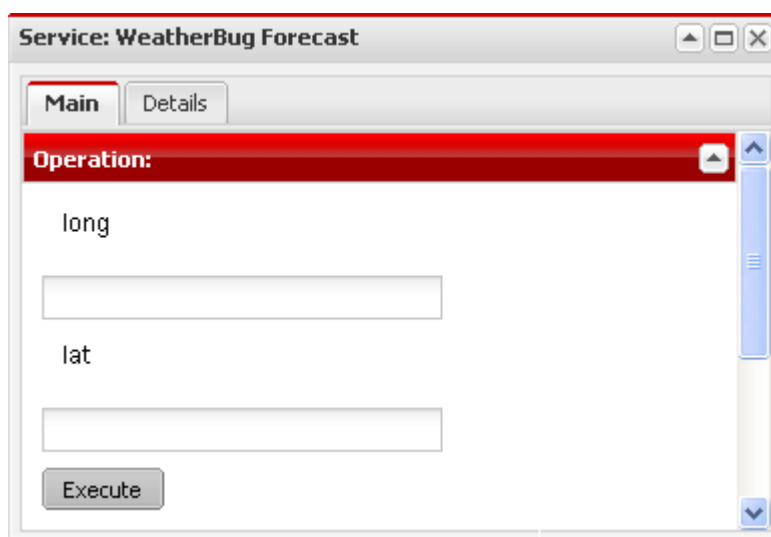 Service: WeatherBug Forecast
Main Details
Operation:
long
lat
Execute